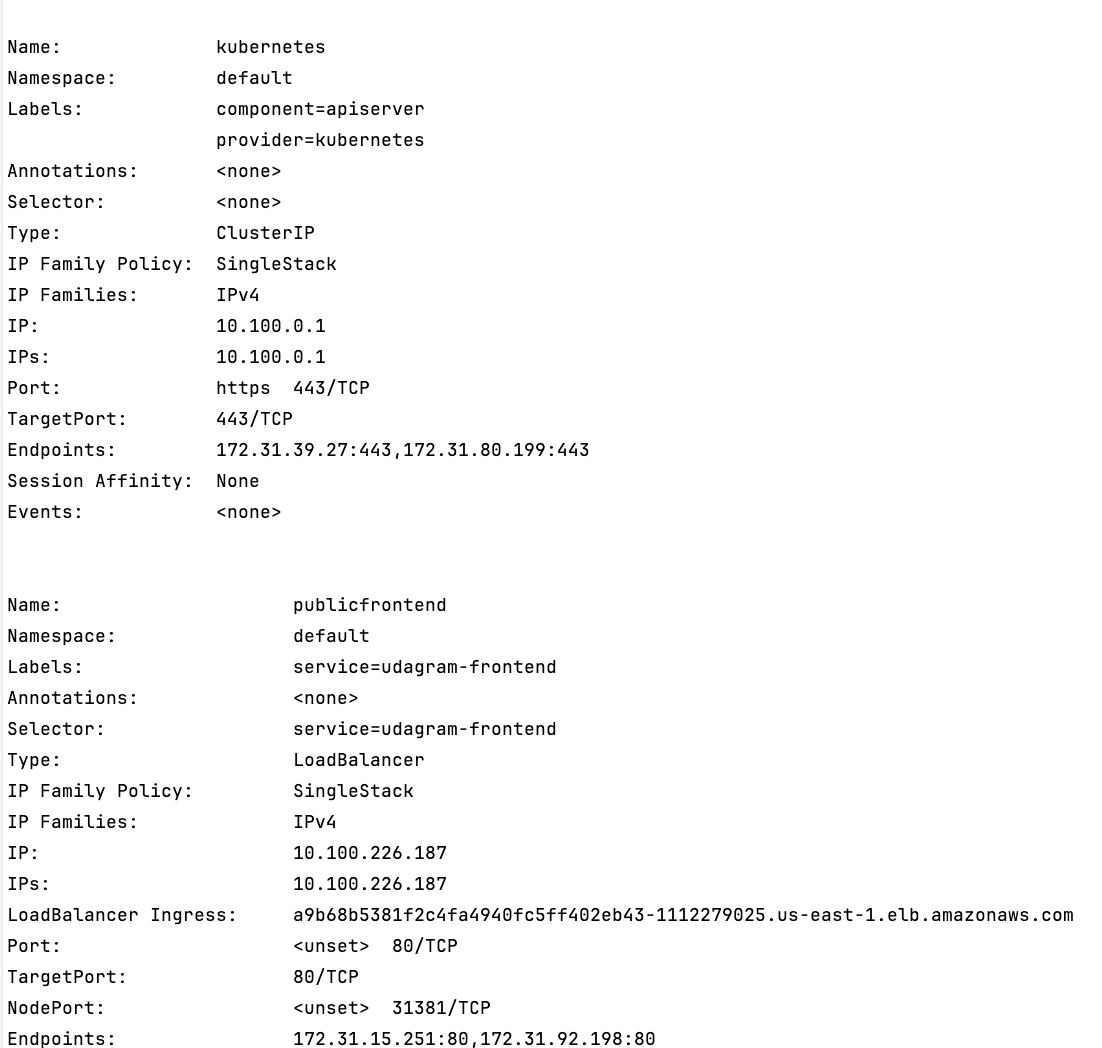 Name: kubernetes
Namespace: default
Labels: component=apiserver
provider=kubernetes
Annotations: <none>
Selector: <none>
Type: ClusterIP
IP Family Policy: SingleStack
IP Families: IPv4
IP: 10.100.0.1
IPs: 10.100.0.1
Port: https 443/TCP
TargetPort: 443/TCP
Endpoints: 172.31.39.27:443,172.31.80.199:443
Session Affinity: None
Events: <none>
Name: publicfrontend
Namespace: default
Labels: service=udagram-frontend
Annotations: <none>
Selector: service=udagram-frontend
Type: LoadBalancer
IP Family Policy: SingleStack
IP Families: IPv4
IP: 10.100.226.187
IPs: 10.100.226.187
LoadBalancer Ingress: a9b68b5381f2c4fa4940fc5ff402eb43-1112279025.us-east-1.elb.amazonaws.com
Port: <unset> 80/TCP
TargetPort: 80/TCP
NodePort: <unset> 31381/TCP
Endpoints: 172.31.15.251:80,172.31.92.198:80